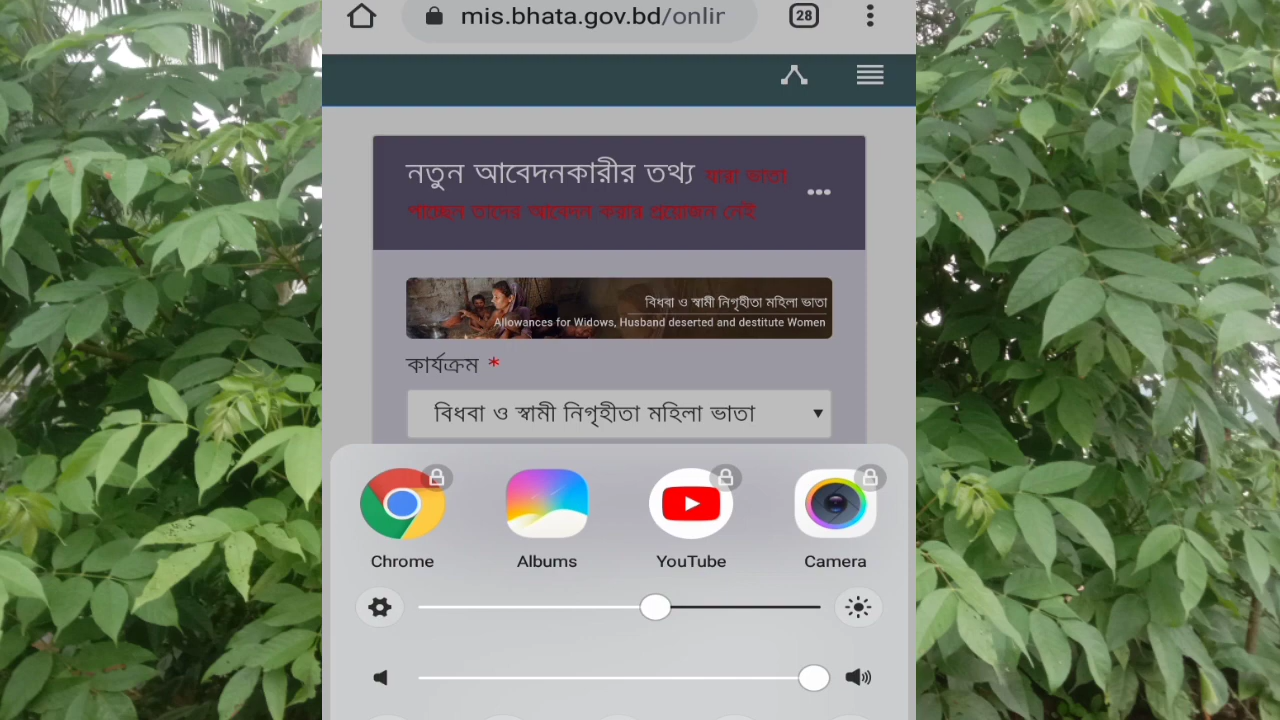 mis.bhata.gov.bd/onlir
28
নতুন আবেদনকারীর তথ্য যারা ভাতা
পাচ্ছেন তাদের আবেদন করার প্রয়োজন নেই
বিধবা ও স্বামী নিগৃহীতা মহিলা ভাতা
Allowances for Widows, Husband deserted and destitute Women
কার্যক্রম *
বিধবা ও স্বামী নিগৃহীতা মহিলা ভাতা
Chrome Albums YouTube Camera